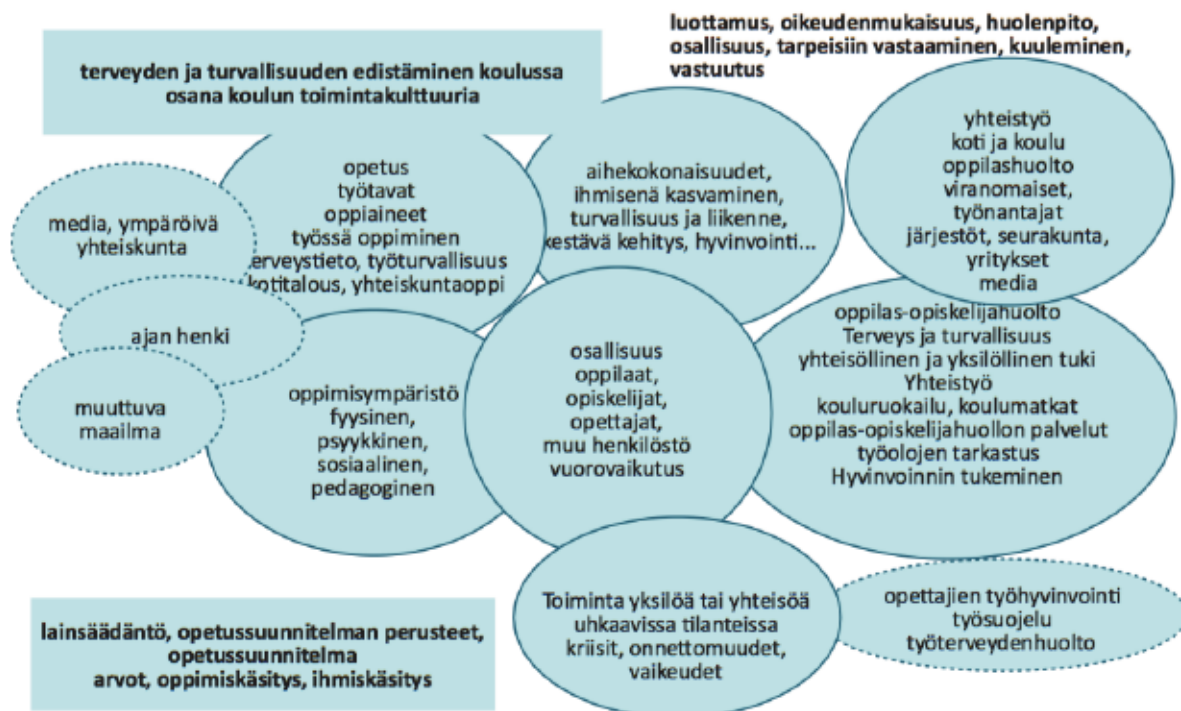 luottamus, oikeudenmukaisuus, huolenpito,
osallisuus, tarpeisiin vastaaminen, kuuleminen,
vastuutus
terveyden ja turvallisuuden edistäminen koulussa
osana koulun toimintakulttuuria
media, ympäröivä
yhteiskunta
opetus
työtavat
oppiaineet
työssä oppiminen
erveystieto, työturvallisuus
kotitalous, yhteiskuntaoppi
aihekokonaisuudet,
ihmisenä kasvaminen,
turvallisuus ja liikenne,
kestävä kehitys, hyvinvointi...
yhteistyö
koti ja koulu
oppilashuolto
viranomaiset,
työnantajat
järjestöt, seurakunta,
yritykset
media
ajan henki
muuttuva
maailma
oppimisympäristö
fyysinen,
psyykkinen,
sosiaalinen,
pedagoginen
osallisuus
oppilaat,
opiskelijat,
opettajat,
muu henkilöstö
vuorovaikutus
oppilas-opiskelijahuolto
Terveys ja turvallisuus
yhteisöllinen ja yksilöllinen tuki
Yhteistyö
kouluruokailu, koulumatkat
oppilas-opiskelijahuollon palvelut
työolojen tarkastus
Hyvinvoinnin tukeminen
lainsäädäntö, opetussuunnitelman perusteet,
opetussuunnitelma
arvot, oppimiskäsitys, ihmiskäsitys
Toiminta yksilöä tai yhteisöä
uhkaavissa tilanteissa
kriisit, onnettomuudet,
vaikeudet
opettajien työhyvinvointi
työsuojelu
työterveydenhuolto